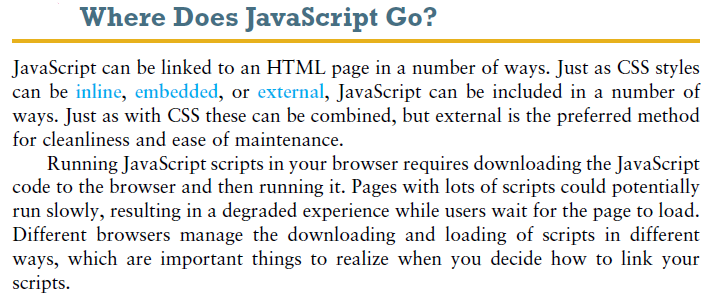 Where Does JavaScript Go?
JavaScript can be linked to an HTML page in a number of ways. Just as CSS styles
can be inline, embedded, or external, JavaScript can be included in a number of
ways. Just as with CSS these can be combined, but external is the preferred method
for cleanliness and ease of maintenance.
Running JavaScript scripts in your browser requires downloading the JavaScript
code to the browser and then running it. Pages with lots of scripts could potentially
run slowly, resulting in a degraded experience while users wait for the page to load.
Different browsers manage the downloading and loading of scripts in different
ways, which are important things to realize when you decide how to link your
scripts.